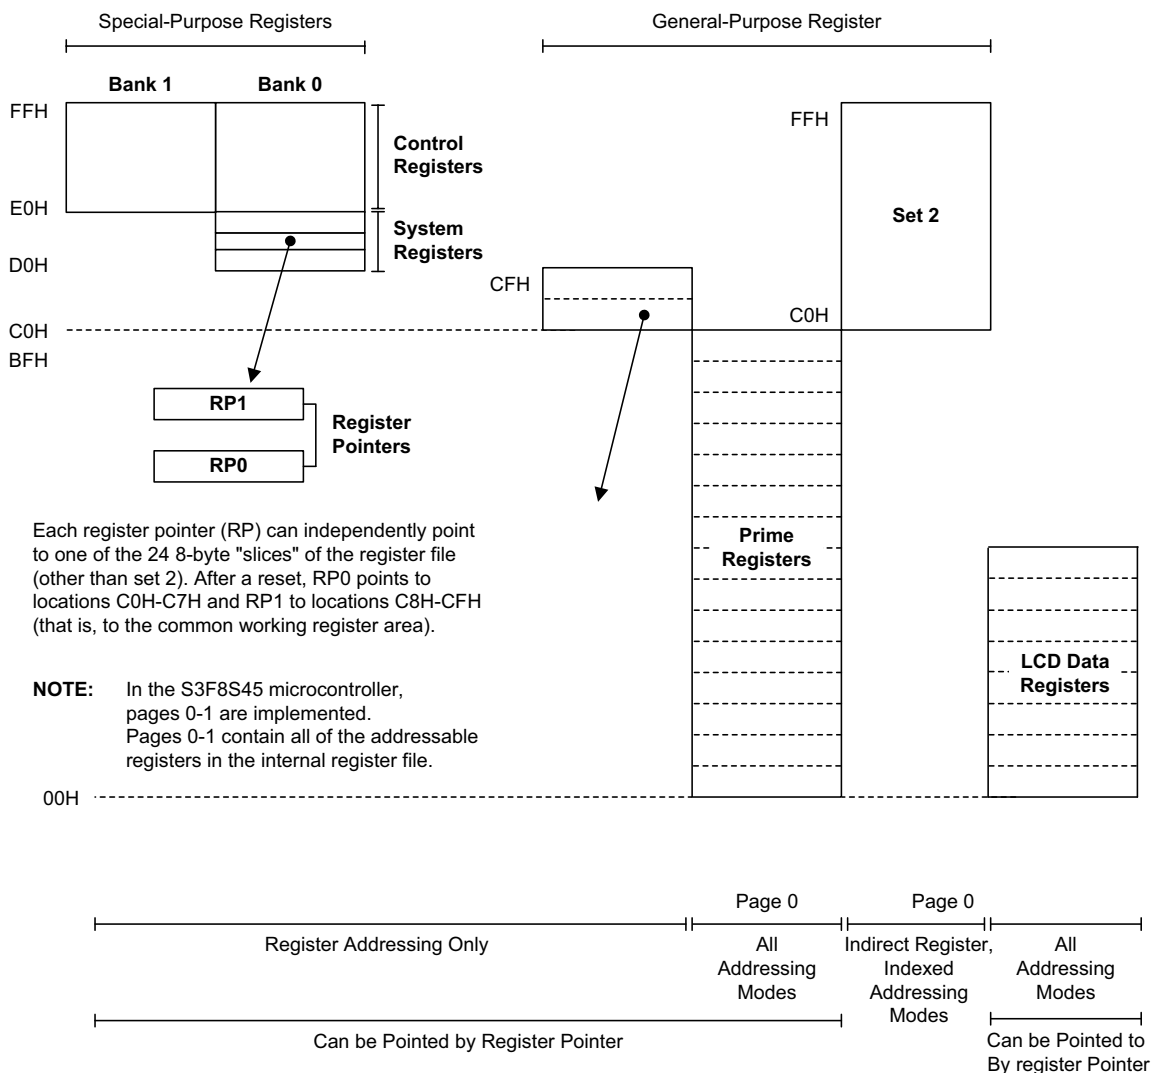 Special-Purpose Registers
General-Purpose Register
Bank 1
Bank 0
FFH
Control
Registers
E0H
System
Registers
D0H
C0H
BFH
FFH
Set 2
CFH
C0H
RP1
RP0
Register
Pointers
Each register pointer (RP) can independently point
to one of the 24 8-byte "slices" of the register file
(other than set 2). After a reset, RP0 points to
locations C0H-C7H and RP1 to locations C8H-CFH
(that is, to the common working register area).
Prime
Registers
LCD Data
Registers
NOTE: In the S3F8S45 microcontroller,
pages 0-1 are implemented.
Pages 0-1 contain all of the addressable
registers in the internal register file.
00H
Page 0
Page 0
Register Addressing Only
All
Addressing
Modes
Indirect Register,
Indexed
Addressing
Modes
All
Addressing
Modes
Can be Pointed by Register Pointer
Can be Pointed to
By register Pointer